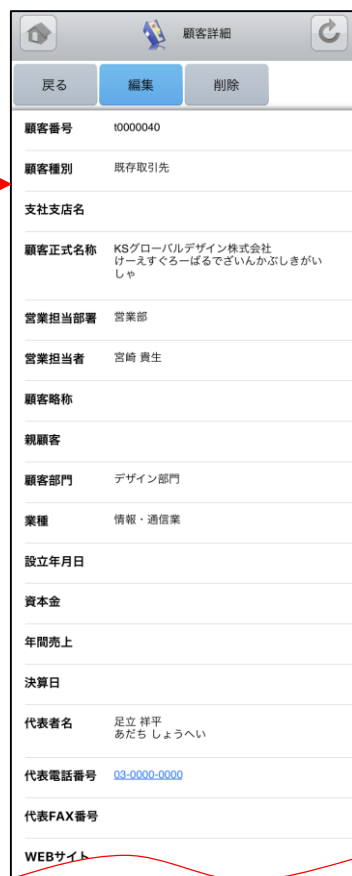 顧客詳細
戻る 編集 削除
顧客番号 t0000040
顧客種別 既存取引先
支社支店名
顧客正式名称 KSグローバルデザイン株式会社
けーえすぐろーばるでざいんかぶしきがい
しゃ
営業担当部署 営業部
営業担当者 宮崎 貴生
顧客略称
親顧客
顧客部門 デザイン部門
業種 情報・通信業
設立年月日
資本金
年間売上
決算日
代表者名 足立 祥平
あだち しょうへい
代表電話番号 03-0000-0000
代表FAX番号
WEBサイト